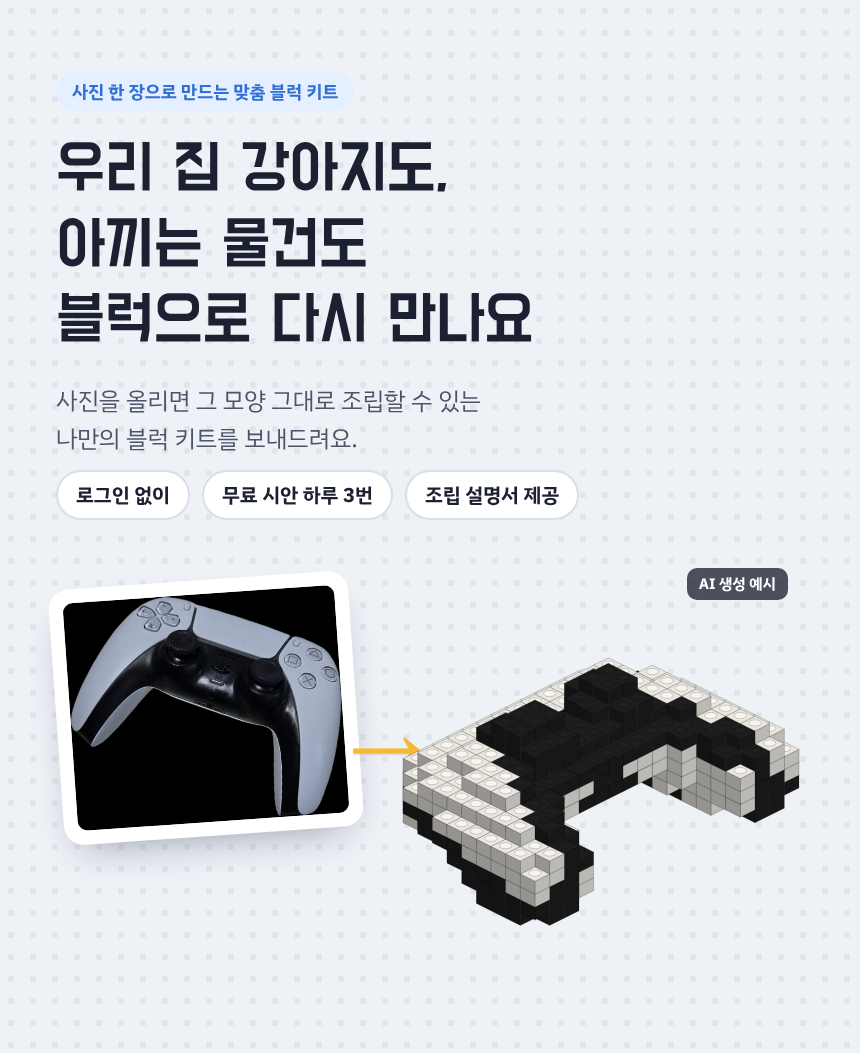 사진 한 장으로 만드는 맞춤 블럭 키트
우리 집 강아지도,
아끼는 물건도
블럭으로 다시 만나요
사진을 올리면 그 모양 그대로 조립할 수 있는
나만의 블럭 키트를 보내드려요.
로그인 없이
무료 시안 하루 3번
조립 설명서 제공
AI 생성 예시